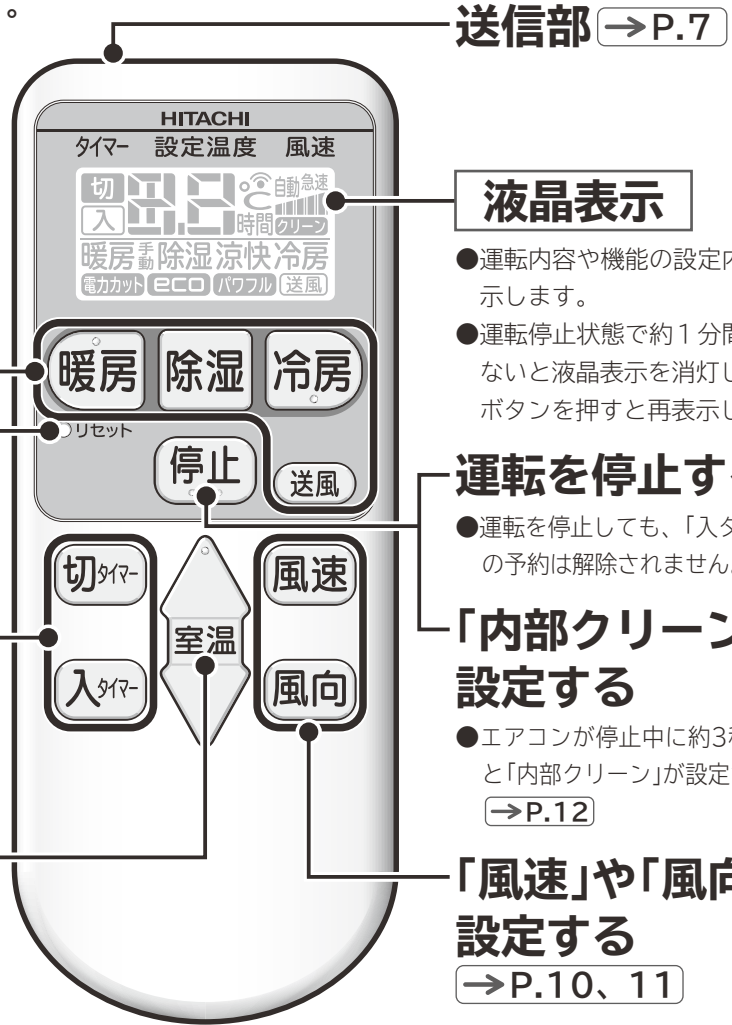 。
送信部 →P.7
HITACHI
タイマー 設定温度 風速
切 ℃ 自動 急速
入 時間 クリーン
暖房 手動 除湿 涼快 冷房
電力カット eco パワフル 送風
暖房 除湿 冷房
リセット
停止
送風
切タイマー
風速
室温
入タイマー
風向
液晶表示
●運転内容や機能の設定内
示します。
●運転停止状態で約1分間
ないと液晶表示を消灯し
ボタンを押すと再表示し
運転を停止す
●運転を停止しても、「入タ
の予約は解除されません
「内部クリーン
設定する
●エアコンが停止中に約3秒
と「内部クリーン」が設定
→P.12
「風速」や「風向
設定する
→P.10、11